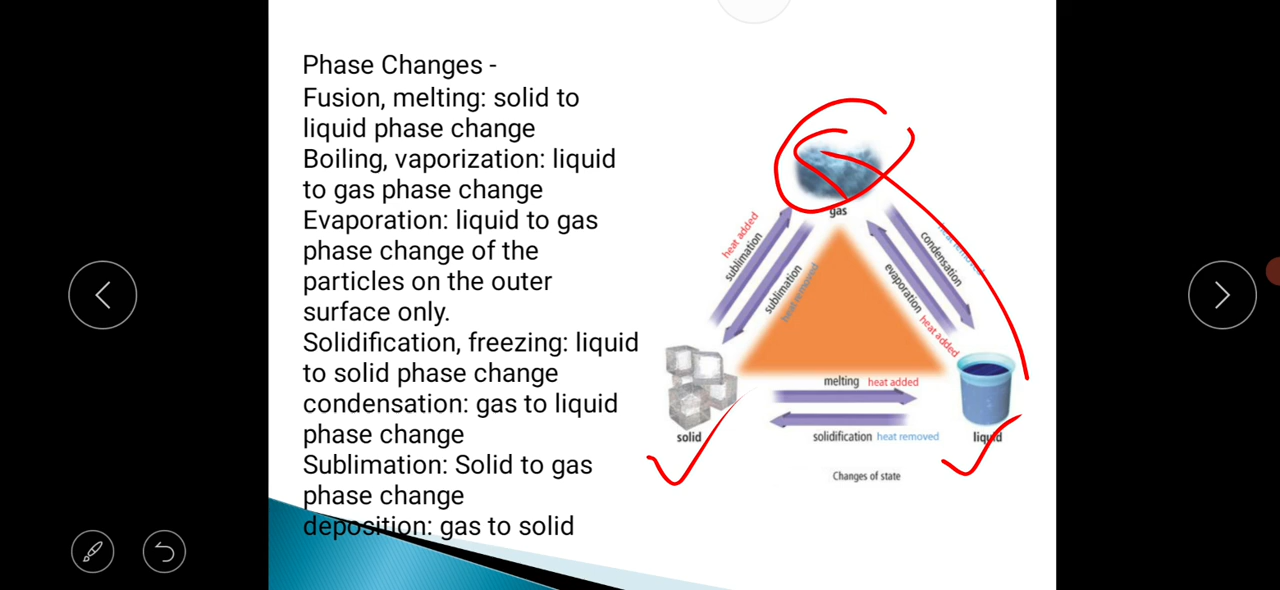 Phase Changes -
Fusion, melting: solid to
liquid phase change
Boiling, vaporization: liquid
to gas phase change
Evaporation: liquid to gas
phase change of the
particles on the outer
surface only.
Solidification, freezing: liquid
to solid phase change
condensation: gas to liquid
phase change
Sublimation: Solid to gas
phase change
deposition: gas to solid
gas
heat added
sublimation
sublimation
heat removed
heat removed
condensation
evaporation
heat added
melting heat added
solidification heat removed
solid
liquid
Changes of state